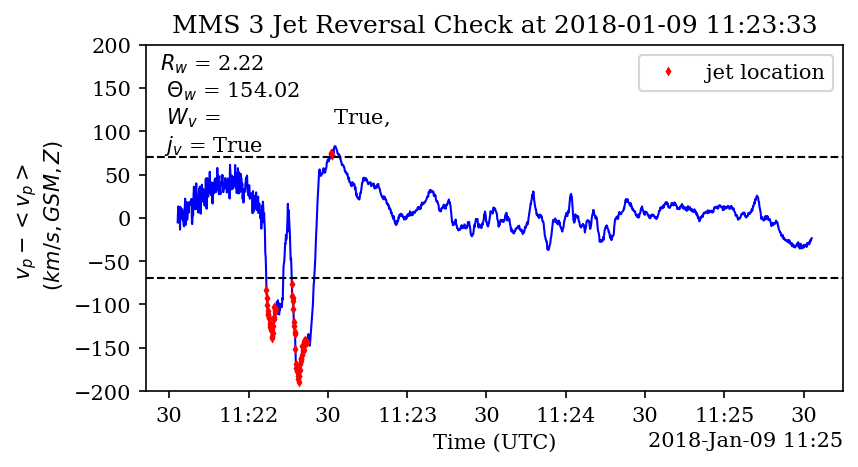 MMS 3 Jet Reversal Check at 2018-01-09 11:23:33
200
150
100
50
0
−50
−100
−150
−200
v_p − < v_p >
(km/s, GSM, Z)
R_w = 2.22
Θ_w = 154.02
W_v = True,
j_v = True
jet location
30 11:22 30 11:23 30 11:24 30 11:25 30
Time (UTC)
2018-Jan-09 11:25